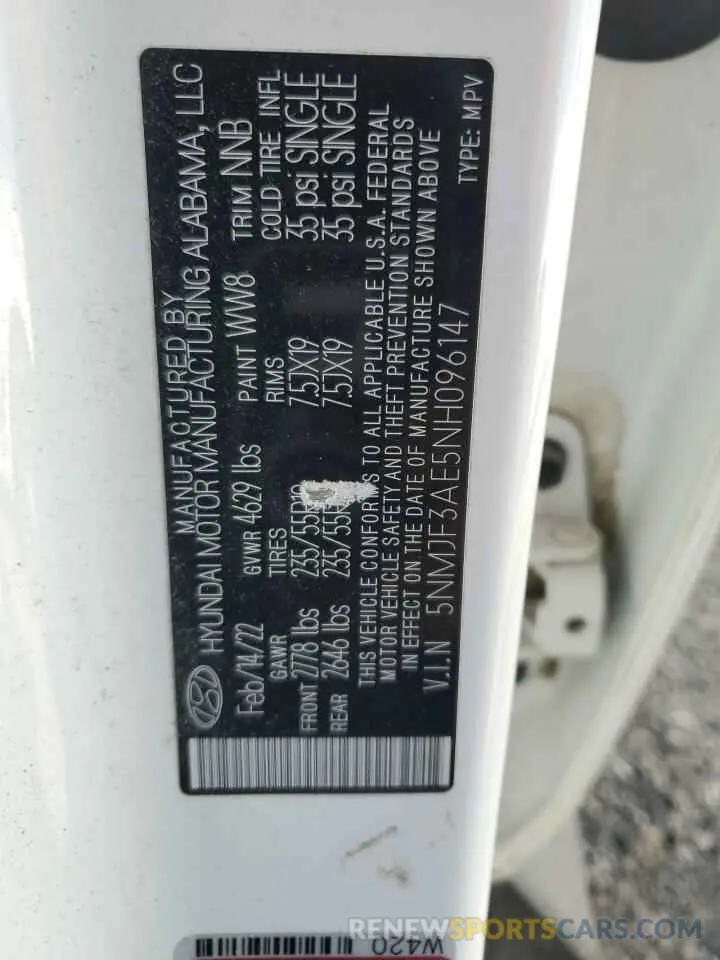 MANUFACTURED BY
HYUNDAI MOTOR MANUFACTURING ALABAMA, LLC
Feb/14/22 GVWR 4629 lbs PAINT WW8 TRIM NNB
GAWR TIRES RIMS COLD TIRE INFL
FRONT 2778 lbs 7.5JX19 35 psi SINGLE
REAR 2646 lbs 7.5JX19 35 psi SINGLE
THIS VEHICLE CONFORMS TO ALL APPLICABLE U.S.A. FEDERAL
MOTOR VEHICLE SAFETY AND THEFT PREVENTION STANDARDS
IN EFFECT ON THE DATE OF MANUFACTURE SHOWN ABOVE
V.I.N 5NMJF3AE5NH096147
TYPE: MPV
W420
RENEWSPORTSCARS.COM